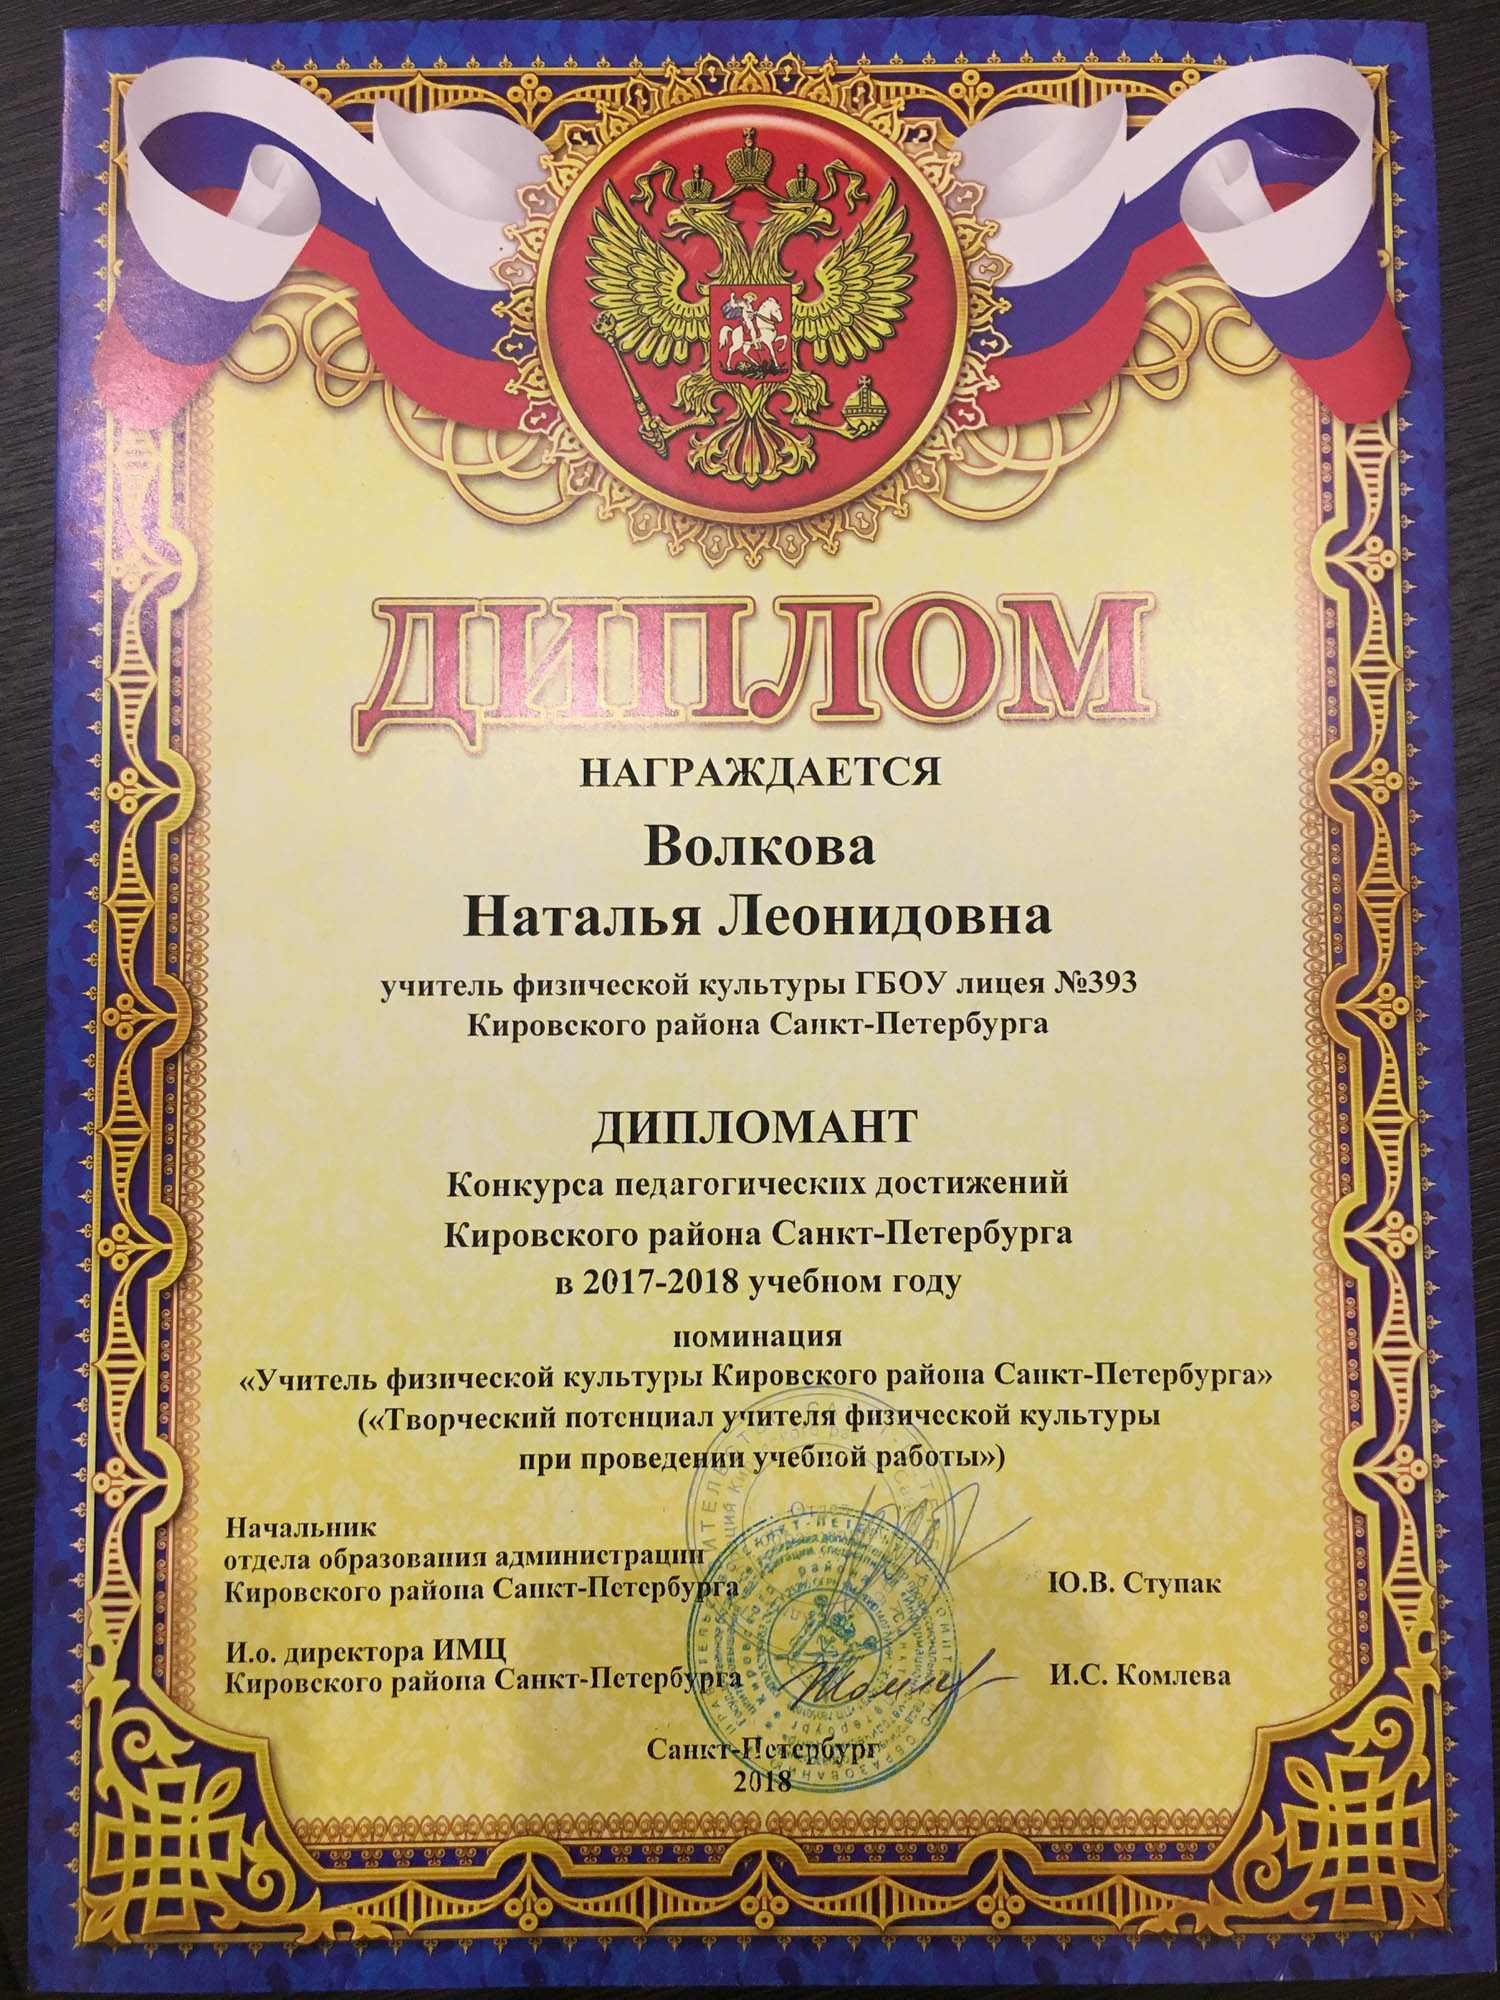 ДИПЛОМ
НАГРАЖДАЕТСЯ
Волкова
Наталья Леонидовна
учитель физической культуры ГБОУ лицея №393
Кировского района Санкт-Петербурга
ДИПЛОМАНТ
Конкурса педагогических достижений
Кировского района Санкт-Петербурга
в 2017-2018 учебном году
номинация
«Учитель физической культуры Кировского района Санкт-Петербурга»
(«Творческий потенциал учителя физической культуры
при проведении учебной работы»)
Начальник
отдела образования администрации
Кировского района Санкт-Петербурга
Ю.В. Ступак
И.о. директора ИМЦ
Кировского района Санкт-Петербурга
И.С. Комлева
Санкт-Петербург
2018